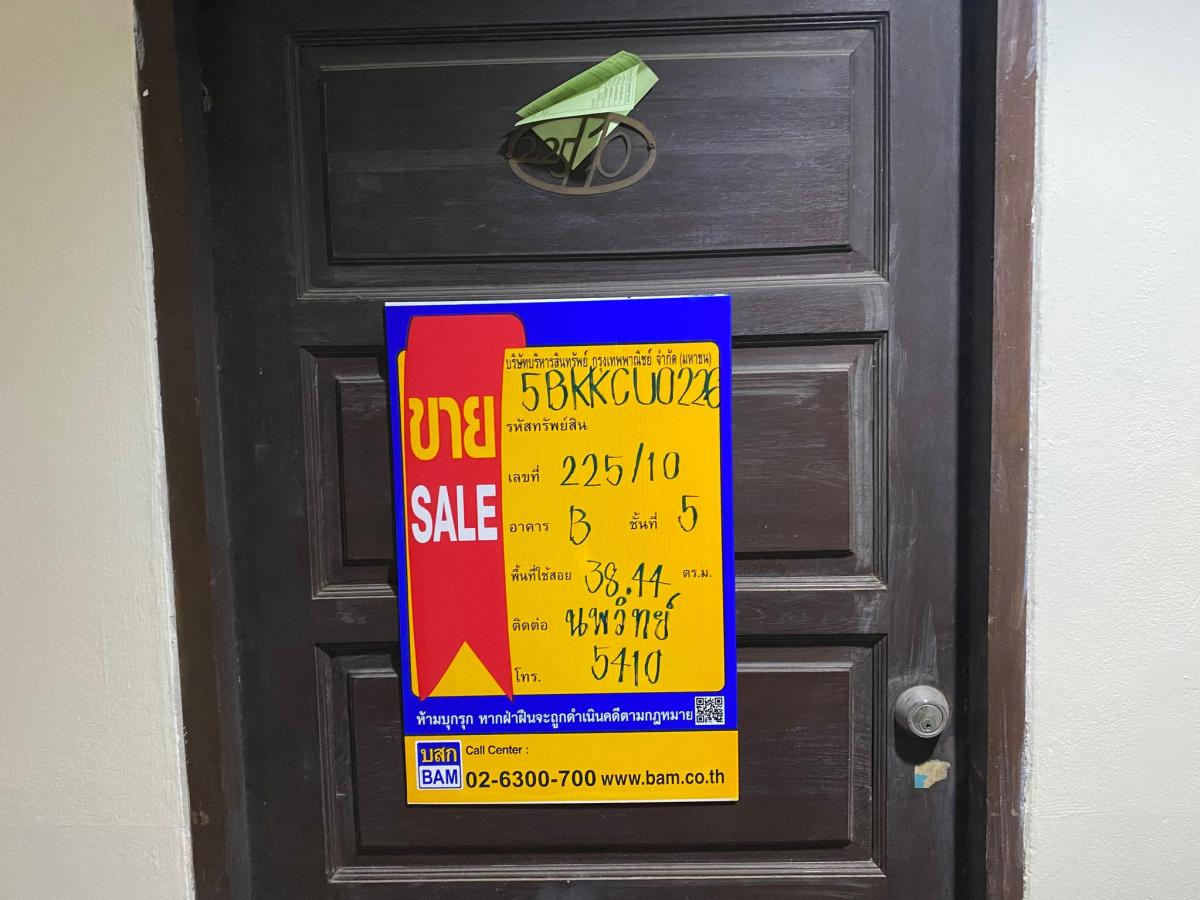 225/10
บริษัทบริหารสินทรัพย์ กรุงเทพพาณิชย์ จำกัด (มหาชน)
5BKKCU0226
รหัสทรัพย์สิน
ขาย
SALE
เลขที่ 225/10
อาคาร B ชั้นที่ 5
พื้นที่ใช้สอย 38.44 ตร.ม.
ติดต่อ นพวิทย์
โทร. 5410
ห้ามบุกรุก หากฝ่าฝืนจะถูกดำเนินคดีตามกฎหมาย
บสก
BAM
Call Center :
02-6300-700 www.bam.co.th